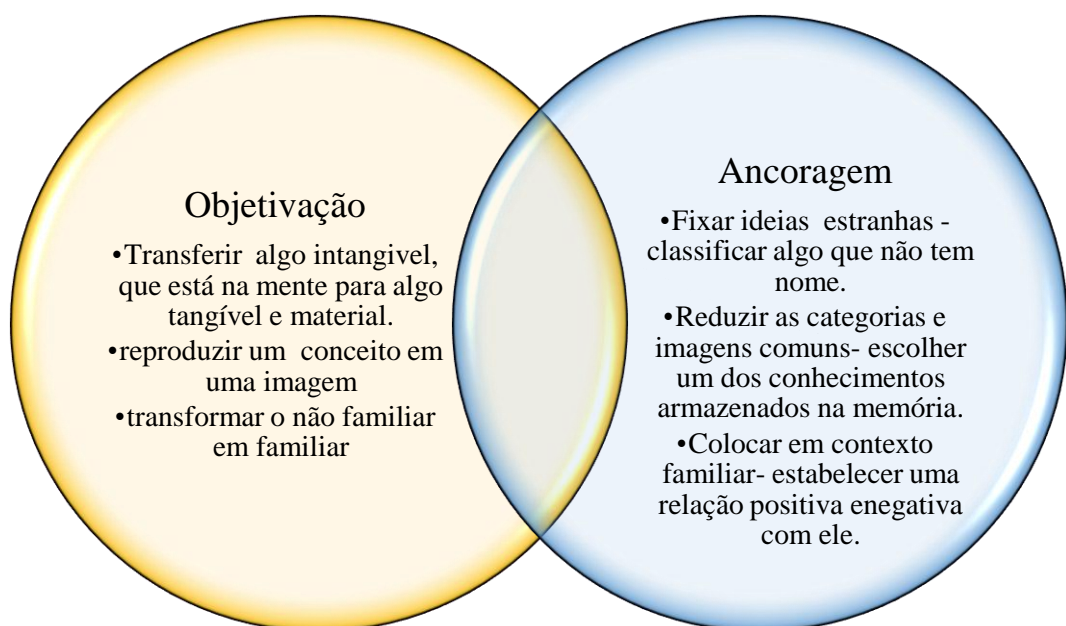 Objetivação
•Transferir algo intangivel,
que está na mente para algo
tangível e material.
•reproduzir um conceito em
uma imagem
•transformar o não familiar
em familiar
Ancoragem
•Fixar ideias estranhas -
classificar algo que não tem
nome.
•Reduzir as categorias e
imagens comuns- escolher
um dos conhecimentos
armazenados na memória.
•Colocar em contexto
familiar- estabelecer uma
relação positiva enegativa
com ele.